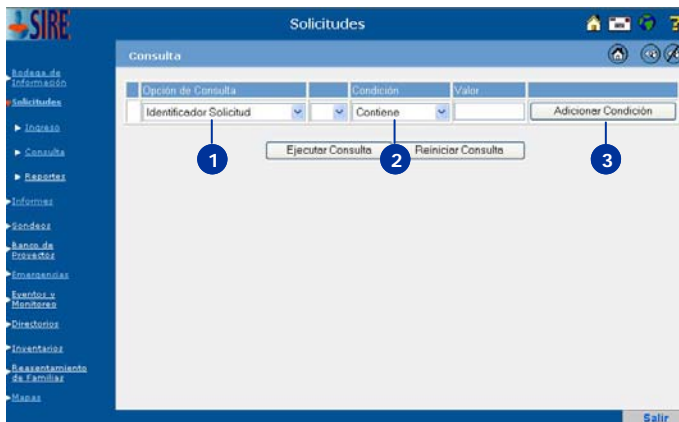 SIRE
Solicitudes
Consulta
Bodega de
Información
Solicitudes
Ingreso
Consulta
Reportes
Informes
Sondeos
Banco de
Proyectos
Emergencias
Eventos y
Monitoreo
Directorios
Inventarios
Reasentamiento
de Familias
Mapas
Opción de Consulta Condición Valor
Identificador Solicitud Contiene Adicionar Condición
1 2 3
Ejecutar Consulta Reiniciar Consulta
Salir